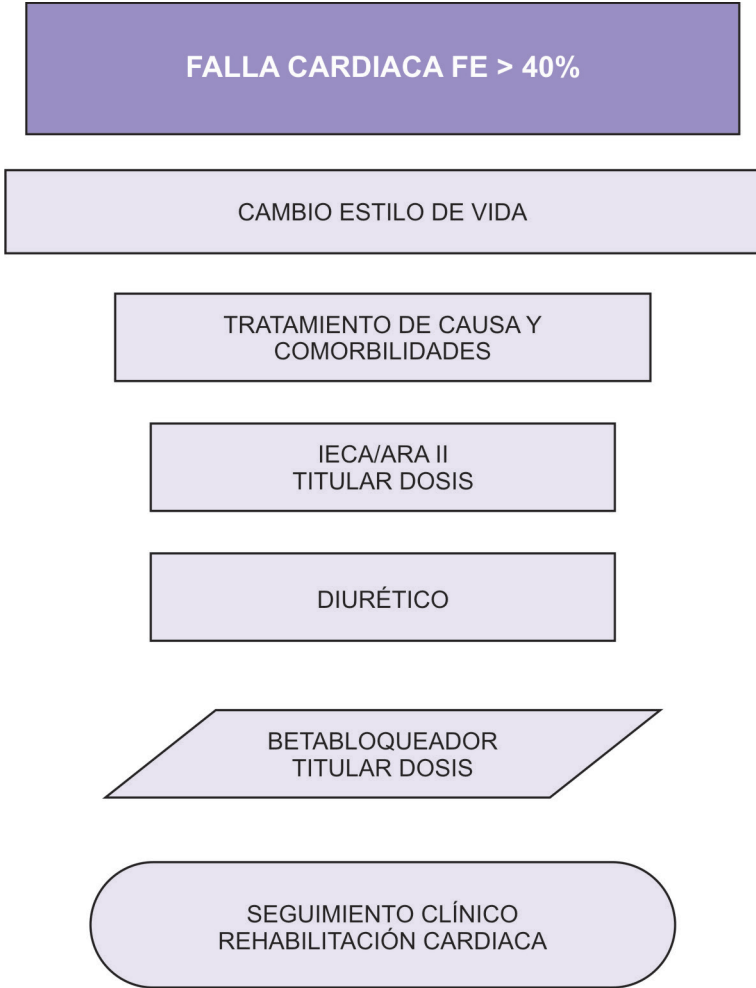 FALLA CARDIACA FE > 40%
CAMBIO ESTILO DE VIDA
TRATAMIENTO DE CAUSA Y
COMORBILIDADES
IECA/ARA II
TITULAR DOSIS
DIURÉTICO
BETABLOQUEADOR
TITULAR DOSIS
SEGUIMIENTO CLÍNICO
REHABILITACIÓN CARDIACA